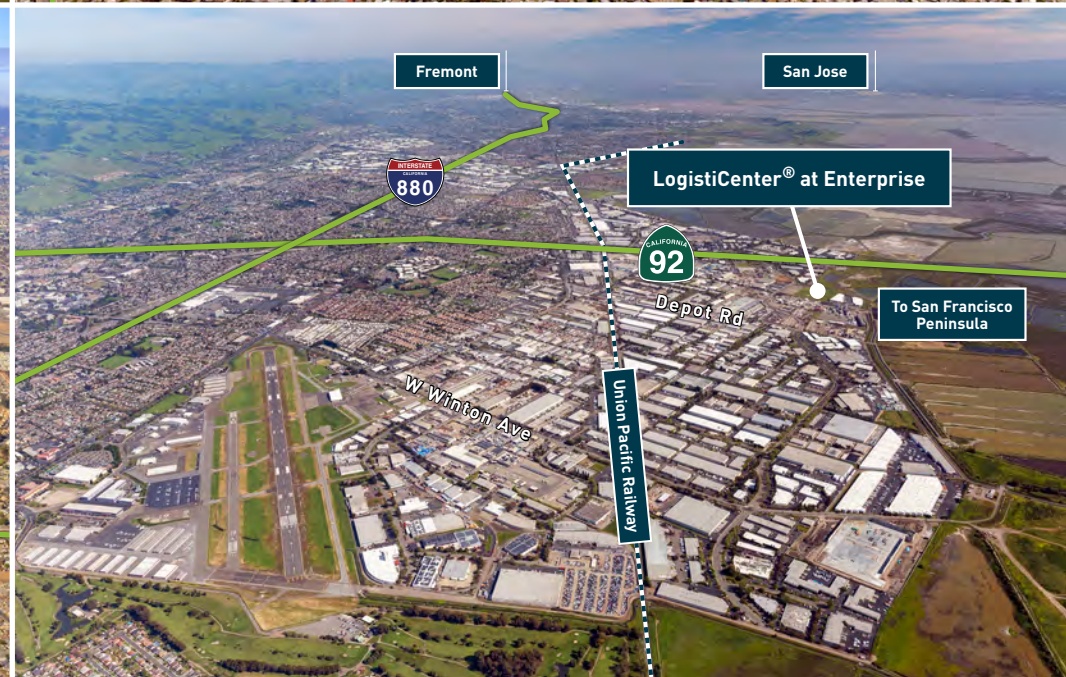 Fremont
San Jose
INTERSTATE
CALIFORNIA
880
LogistiCenter® at Enterprise
CALIFORNIA
92
Depot Rd
To San Francisco
Peninsula
W Winton Ave
Union Pacific Railway